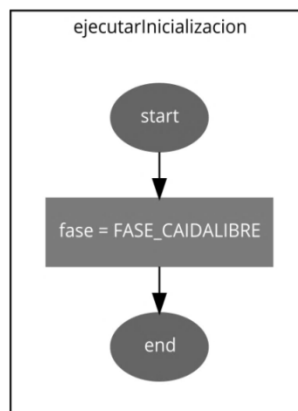 ejecutarInicializacion
start
fase = FASE_CAIDALIBRE
end